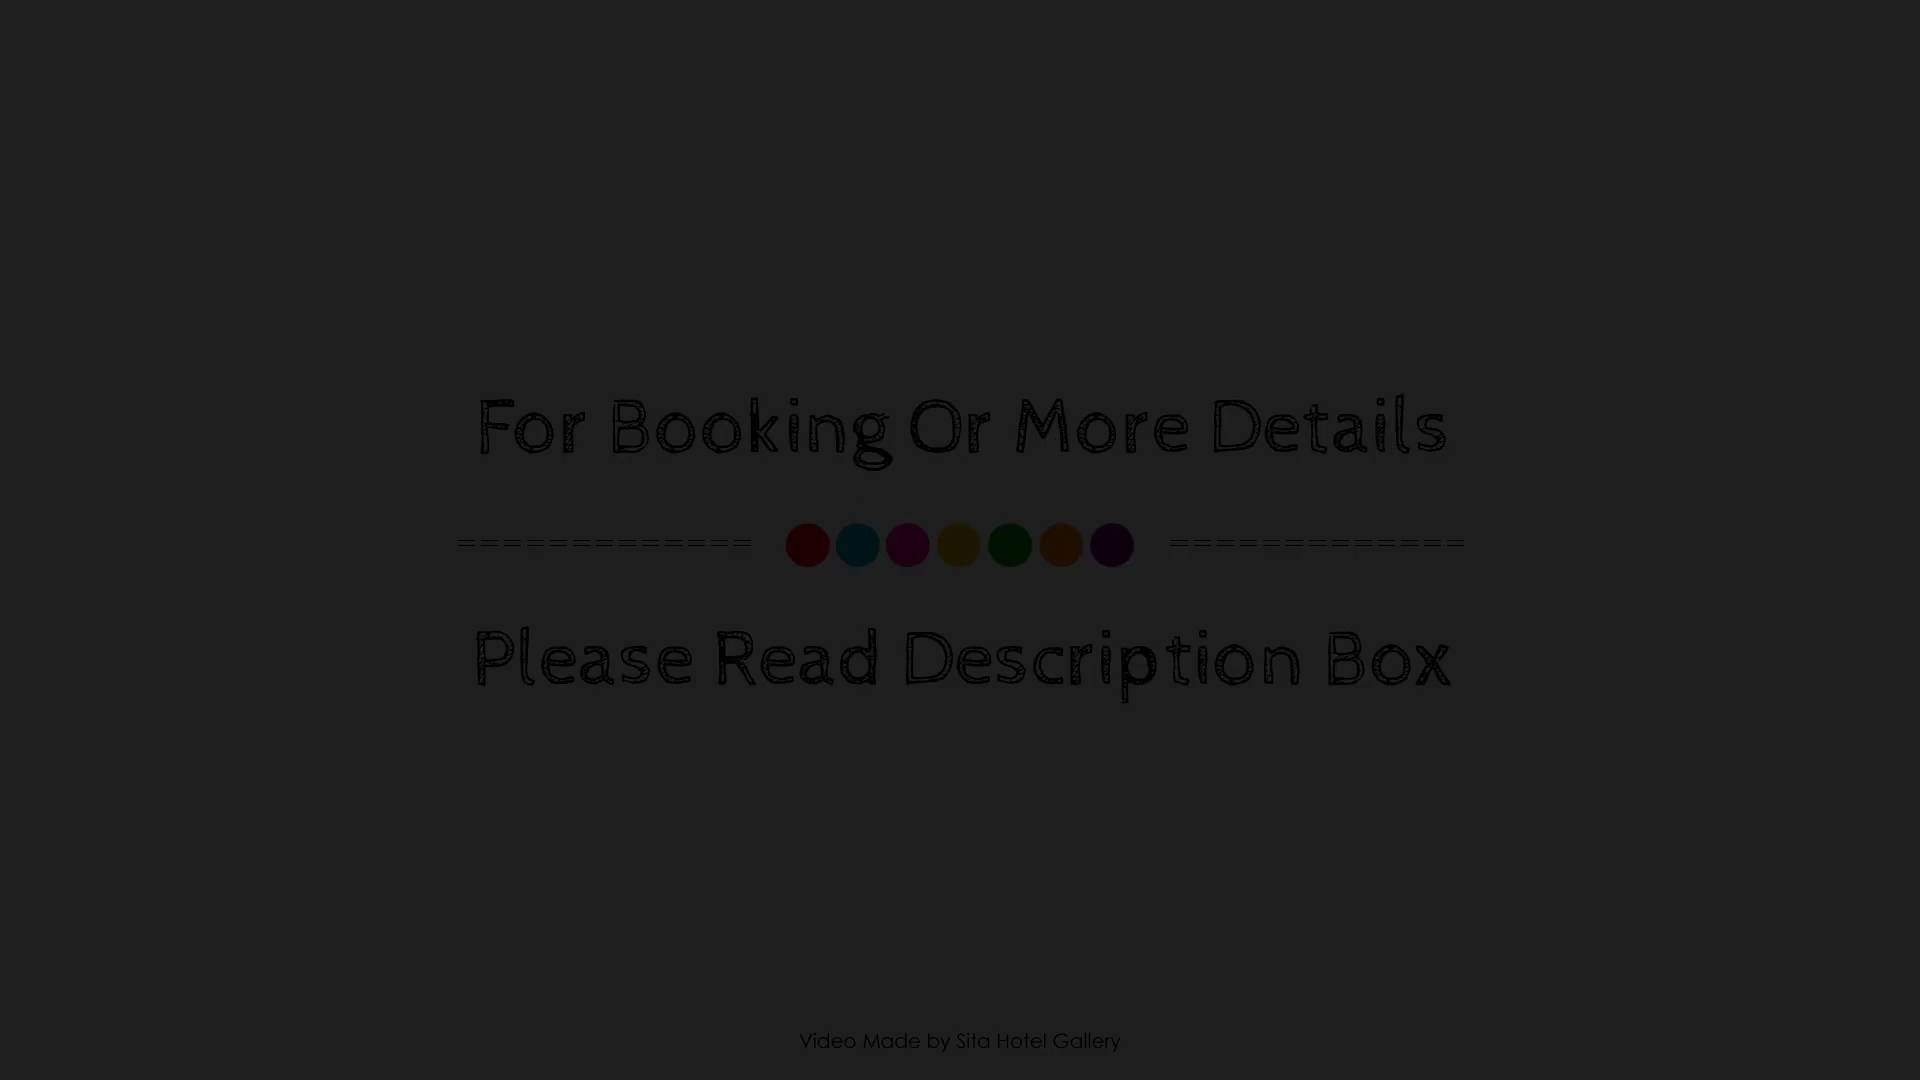 For Booking Or More Details
============= =============
Please Read Description Box
Video Made by Sita Hotel Gallery